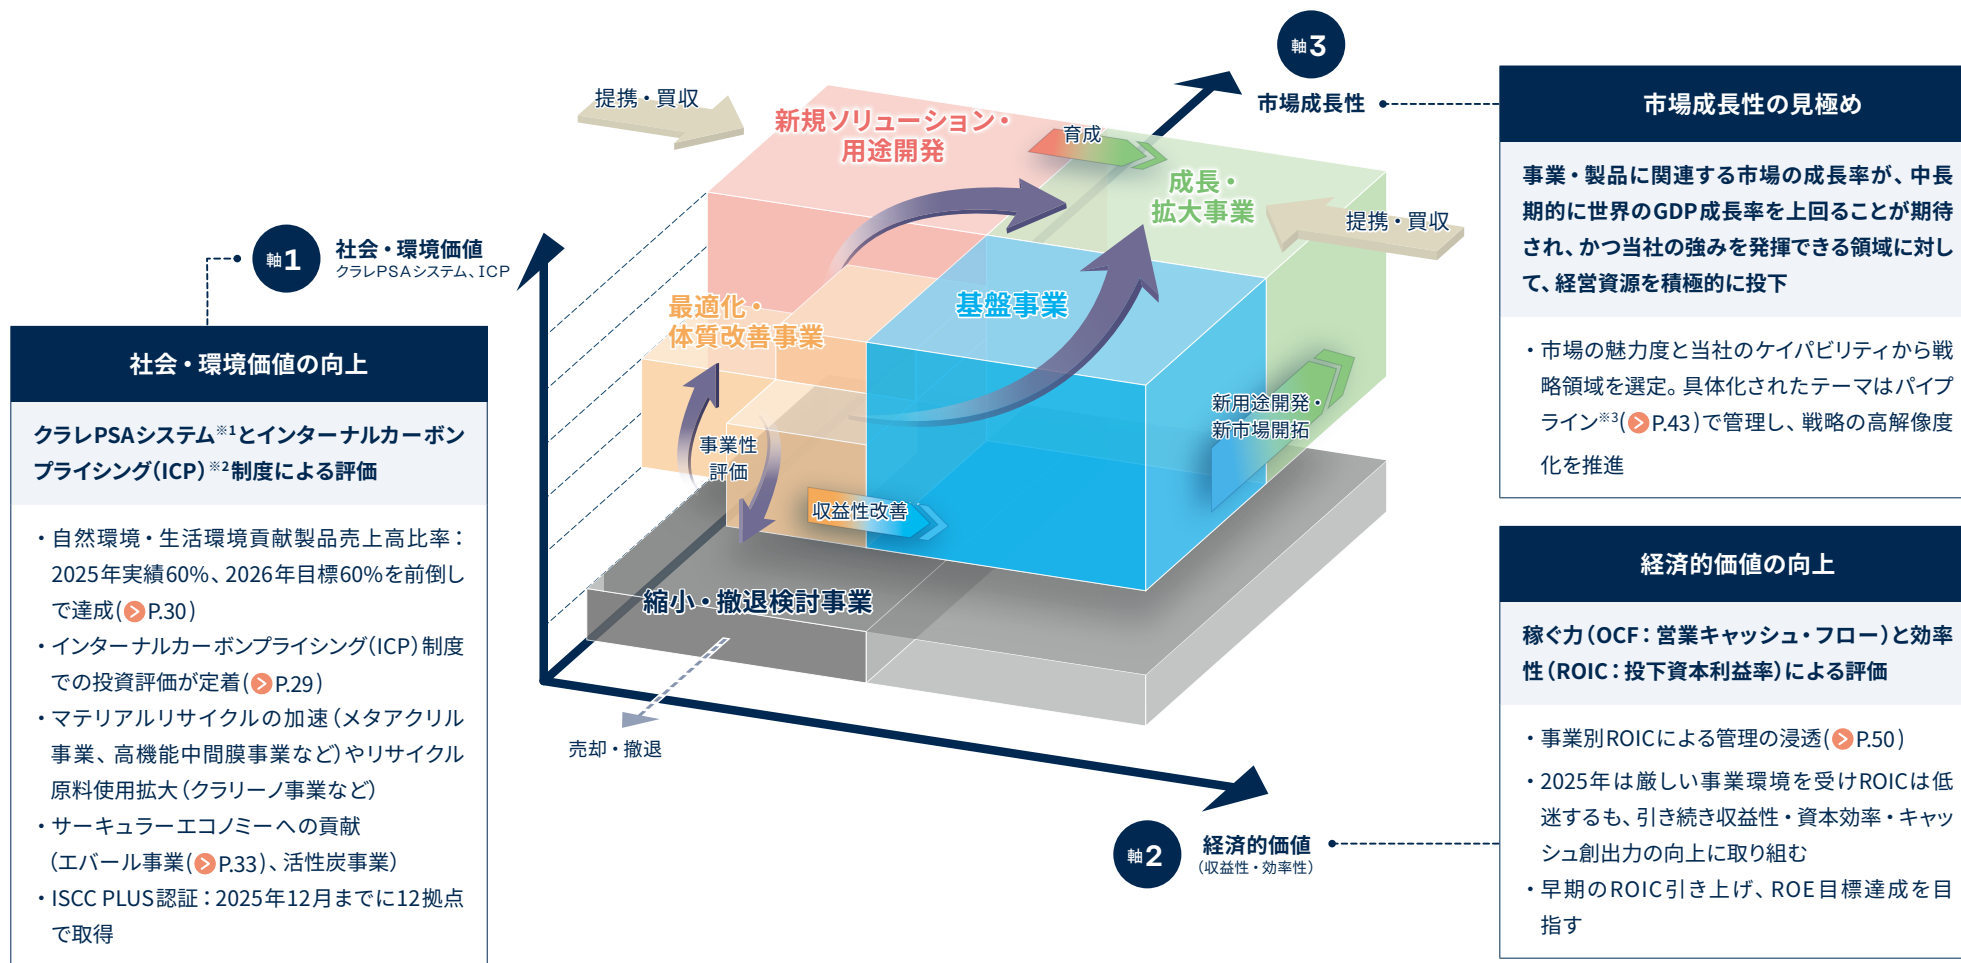 軸1
社会・環境価値
クラレPSAシステム、ICP
社会・環境価値の向上
クラレPSAシステム※1とインターナルカーボン
プライシング（ICP）※2制度による評価
・自然環境・生活環境貢献製品売上高比率：
2025年実績60%、2026年目標60%を前倒し
で達成(P.30)
・インターナルカーボンプライシング（ICP）制度
での投資評価が定着(P.29)
・マテリアルリサイクルの加速（メタアクリル
事業、高機能中間膜事業など）やリサイクル
原料使用拡大（クラリーノ事業など）
・サーキュラーエコノミーへの貢献
（エバール事業(P.33)、活性炭事業）
・ISCC PLUS認証：2025年12月までに12拠点
で取得
提携・買収
新規ソリューション・
用途開発
育成
成長・
拡大事業
提携・買収
最適化・
体質改善事業
基盤事業
事業性
評価
収益性改善
新用途開発・
新市場開拓
縮小・撤退検討事業
売却・撤退
軸3
市場成長性
市場成長性の見極め
事業・製品に関連する市場の成長率が、中長
期的に世界のGDP成長率を上回ることが期待
され、かつ当社の強みを発揮できる領域に対し
て、経営資源を積極的に投下
・市場の魅力度と当社のケイパビリティから戦
略領域を選定。具体化されたテーマはパイプ
ライン※3(P.43)で管理し、戦略の高解像度
化を推進
軸2
経済的価値
（収益性・効率性）
経済的価値の向上
稼ぐ力（OCF：営業キャッシュ・フロー）と効率
性（ROIC：投下資本利益率）による評価
・事業別ROICによる管理の浸透(P.50)
・2025年は厳しい事業環境を受けROICは低
迷するも、引き続き収益性・資本効率・キャッ
シュ創出力の向上に取り組む
・早期のROIC引き上げ、ROE目標達成を目
指す